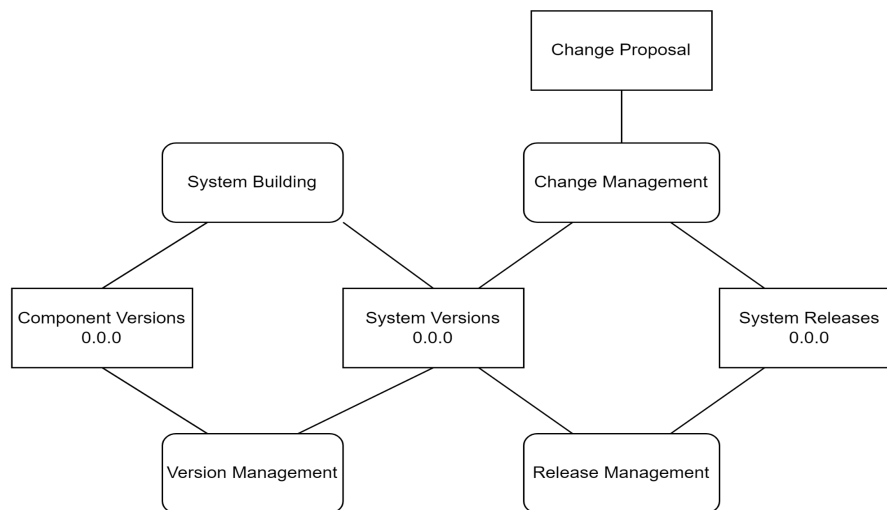 Change Proposal
System Building
Change Management
Component Versions
0.0.0
System Versions
0.0.0
System Releases
0.0.0
Version Management
Release Management